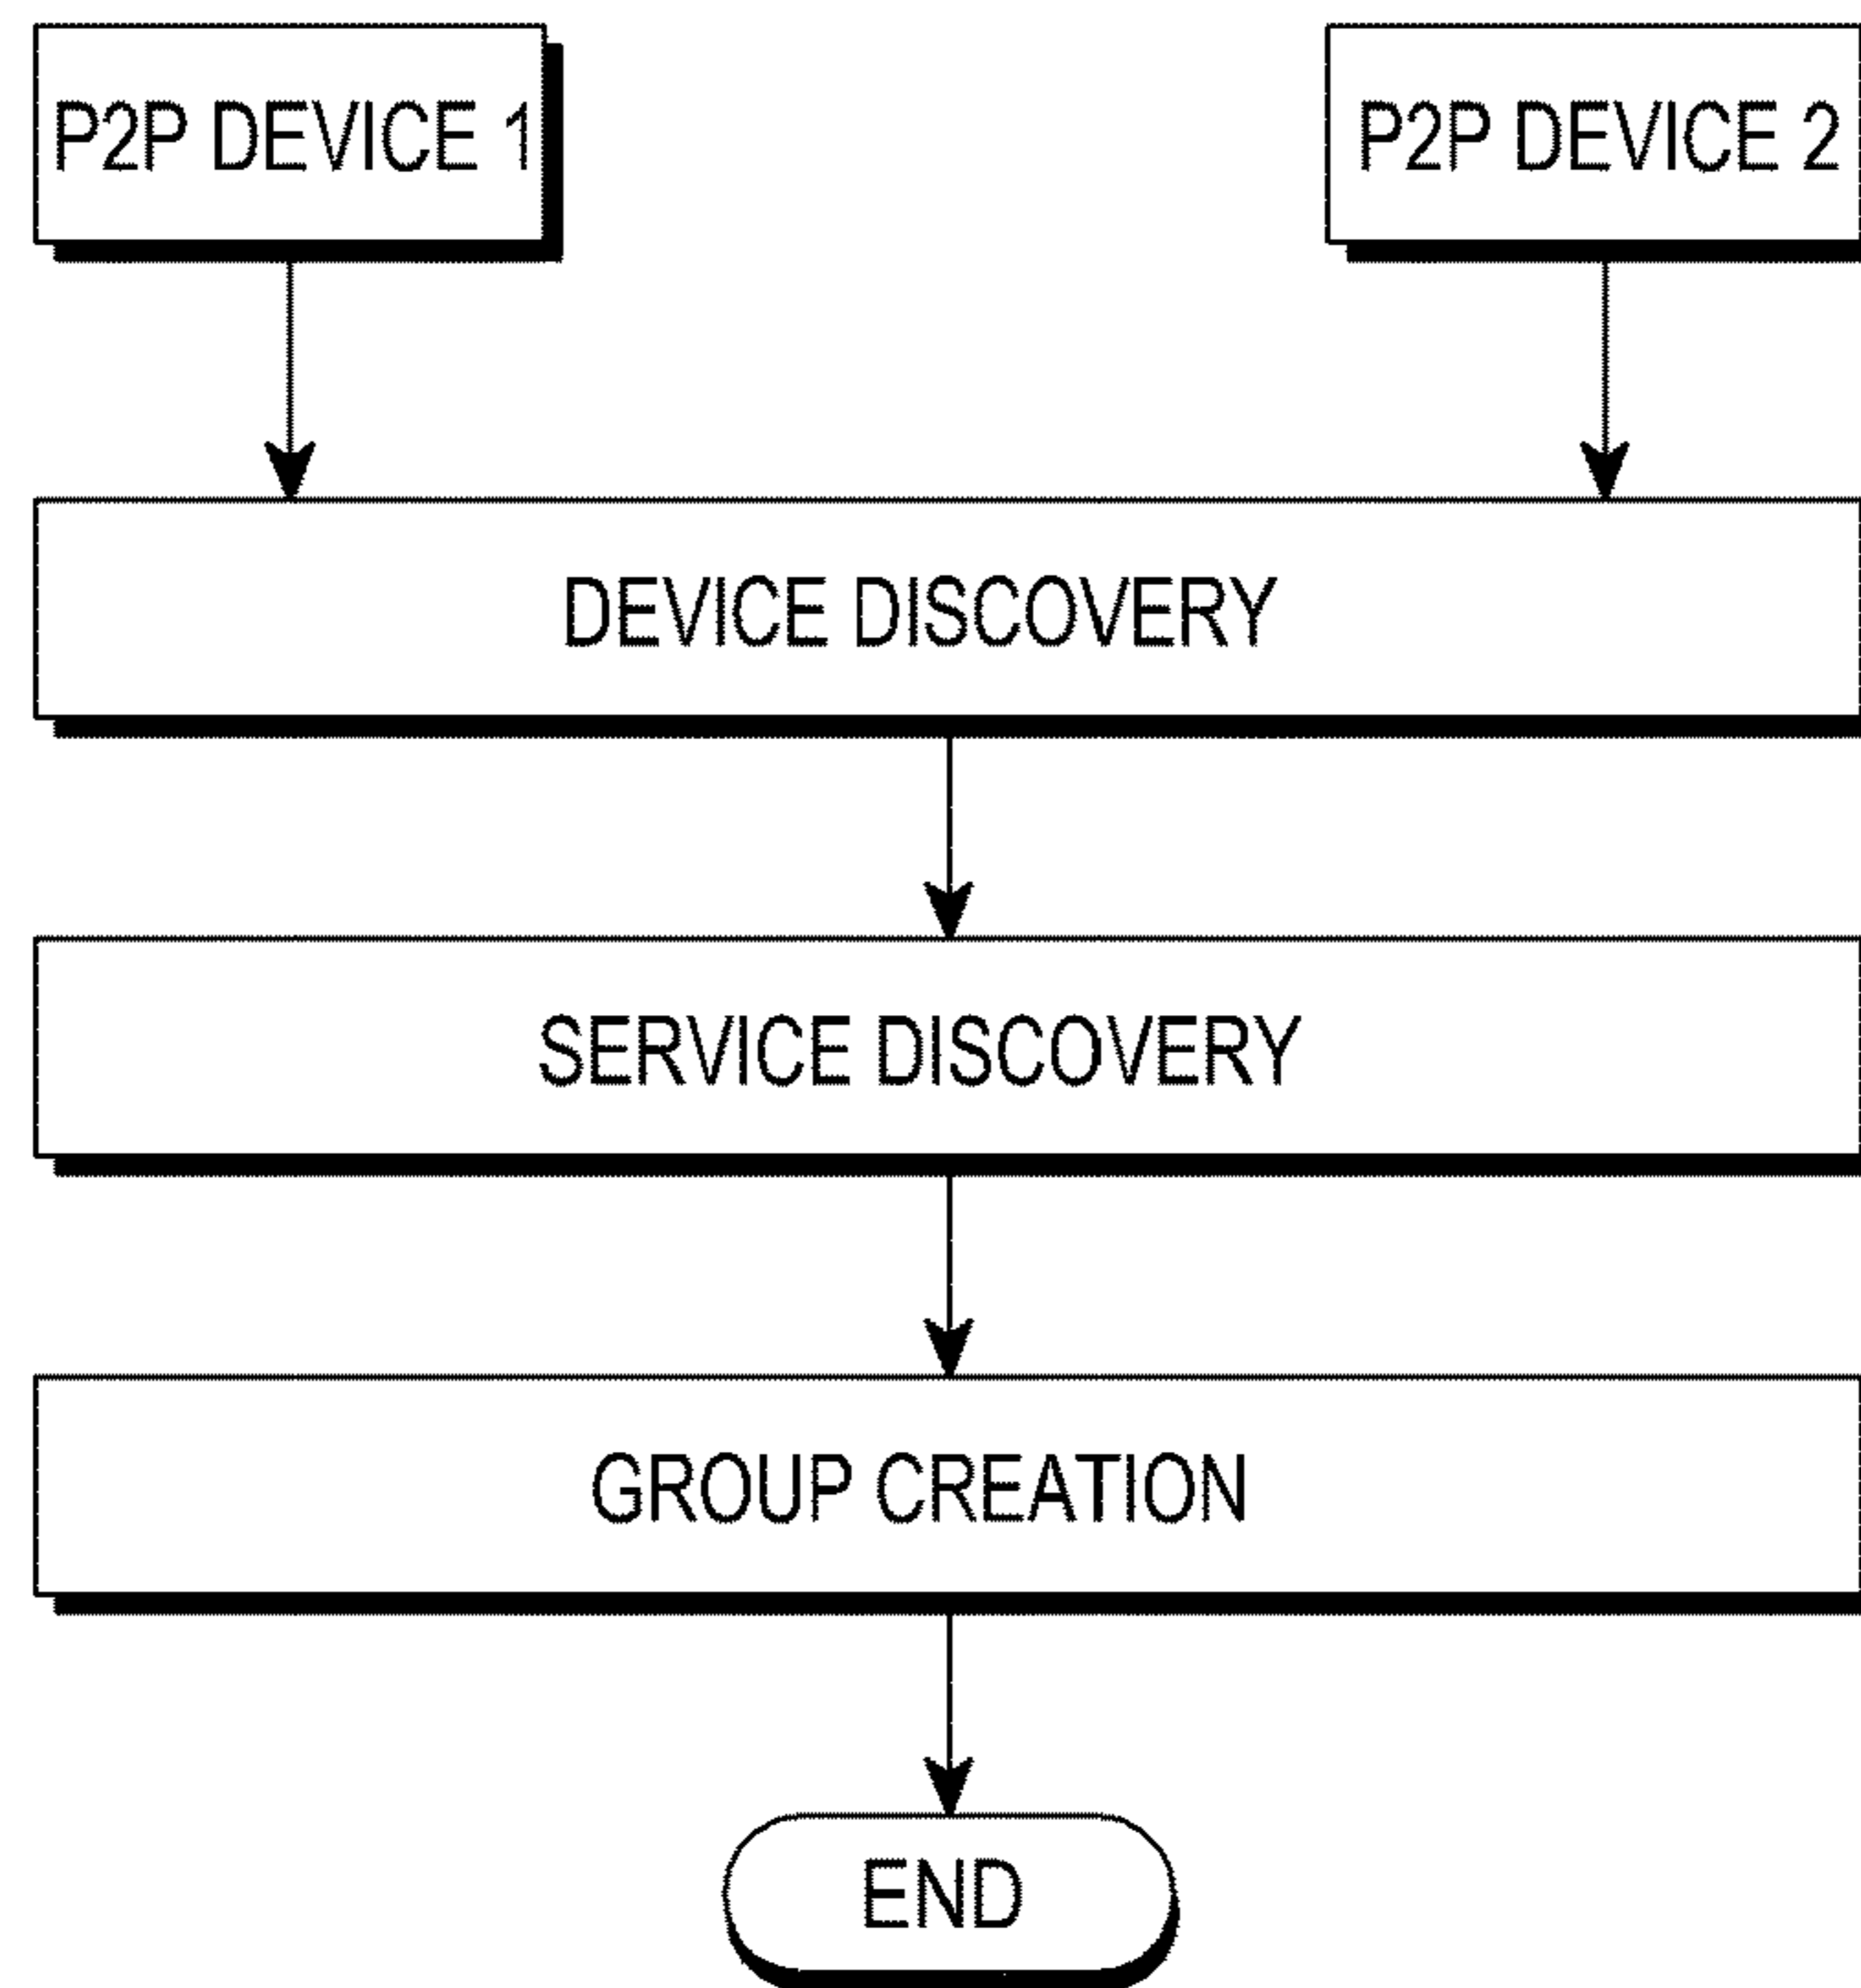 P2P DEVICE 1
P2P DEVICE 2
DEVICE DISCOVERY
SERVICE DISCOVERY
GROUP CREATION
END